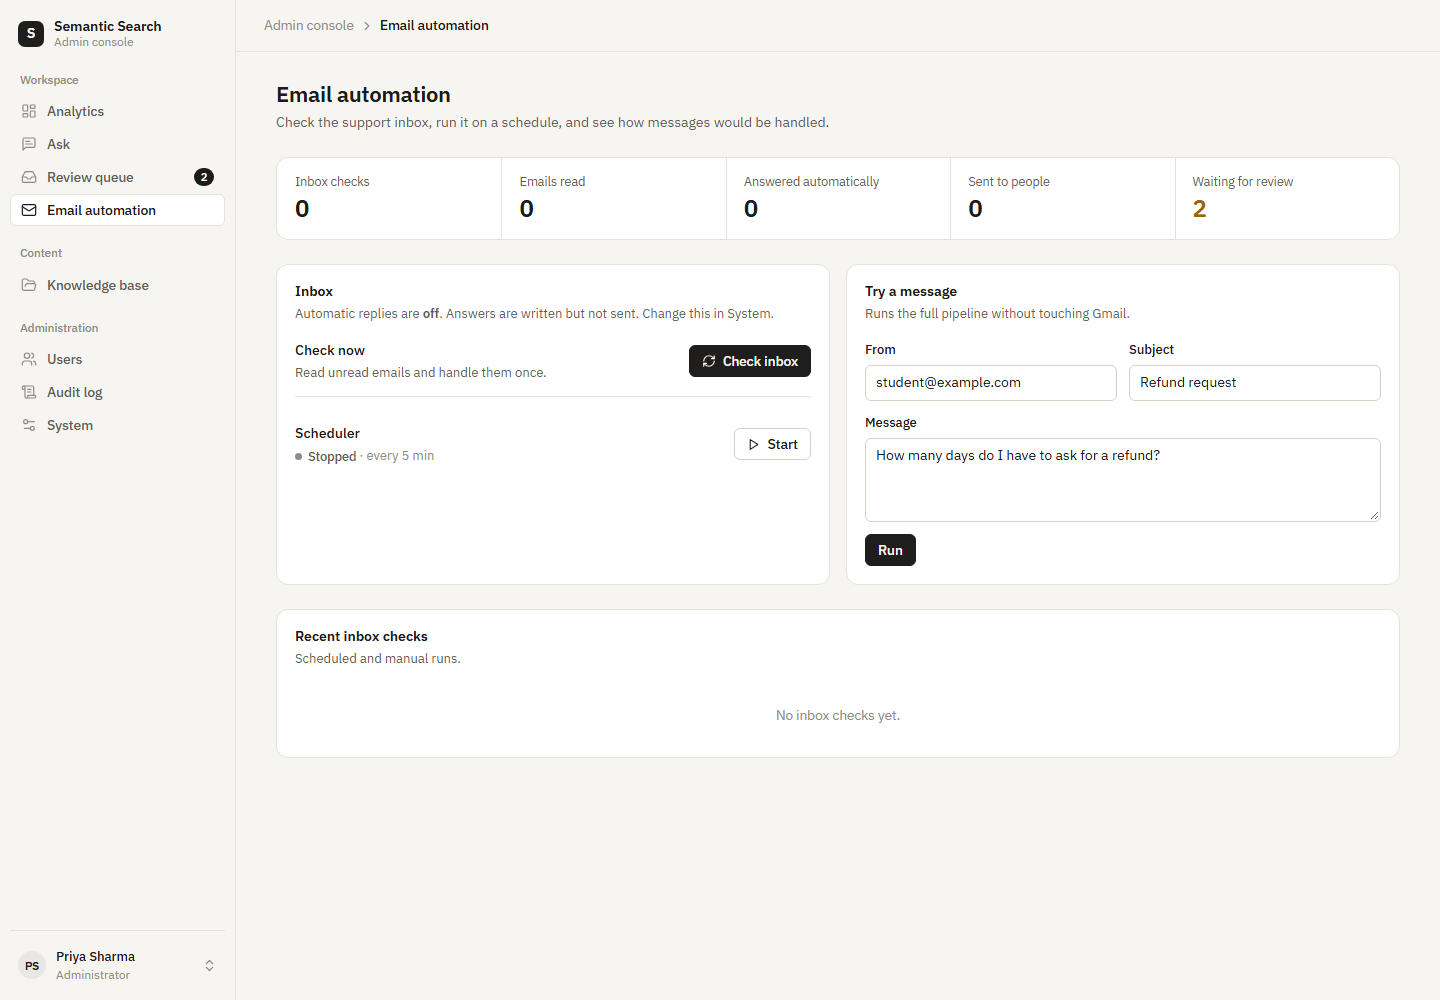 S
Semantic Search
Admin console
Workspace
Analytics
Ask
Review queue 2
Email automation
Content
Knowledge base
Administration
Users
Audit log
System
PS
Priya Sharma
Administrator
Admin console > Email automation
Email automation
Check the support inbox, run it on a schedule, and see how messages would be handled.
Inbox checks
0
Emails read
0
Answered automatically
0
Sent to people
0
Waiting for review
2
Inbox
Automatic replies are off. Answers are written but not sent. Change this in System.
Check now
Read unread emails and handle them once.
Check inbox
Scheduler
Stopped · every 5 min
Start
Try a message
Runs the full pipeline without touching Gmail.
From
student@example.com
Subject
Refund request
Message
How many days do I have to ask for a refund?
Run
Recent inbox checks
Scheduled and manual runs.
No inbox checks yet.